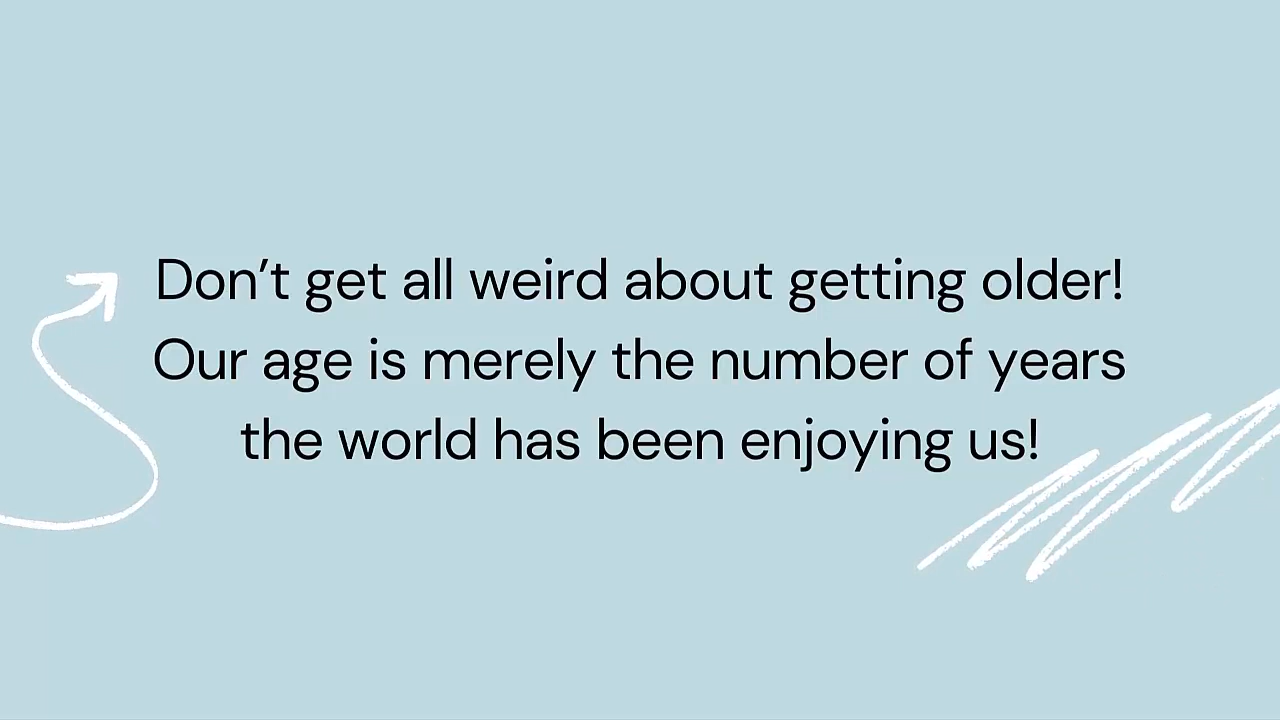 Don’t get all weird about getting older!
Our age is merely the number of years
the world has been enjoying us!